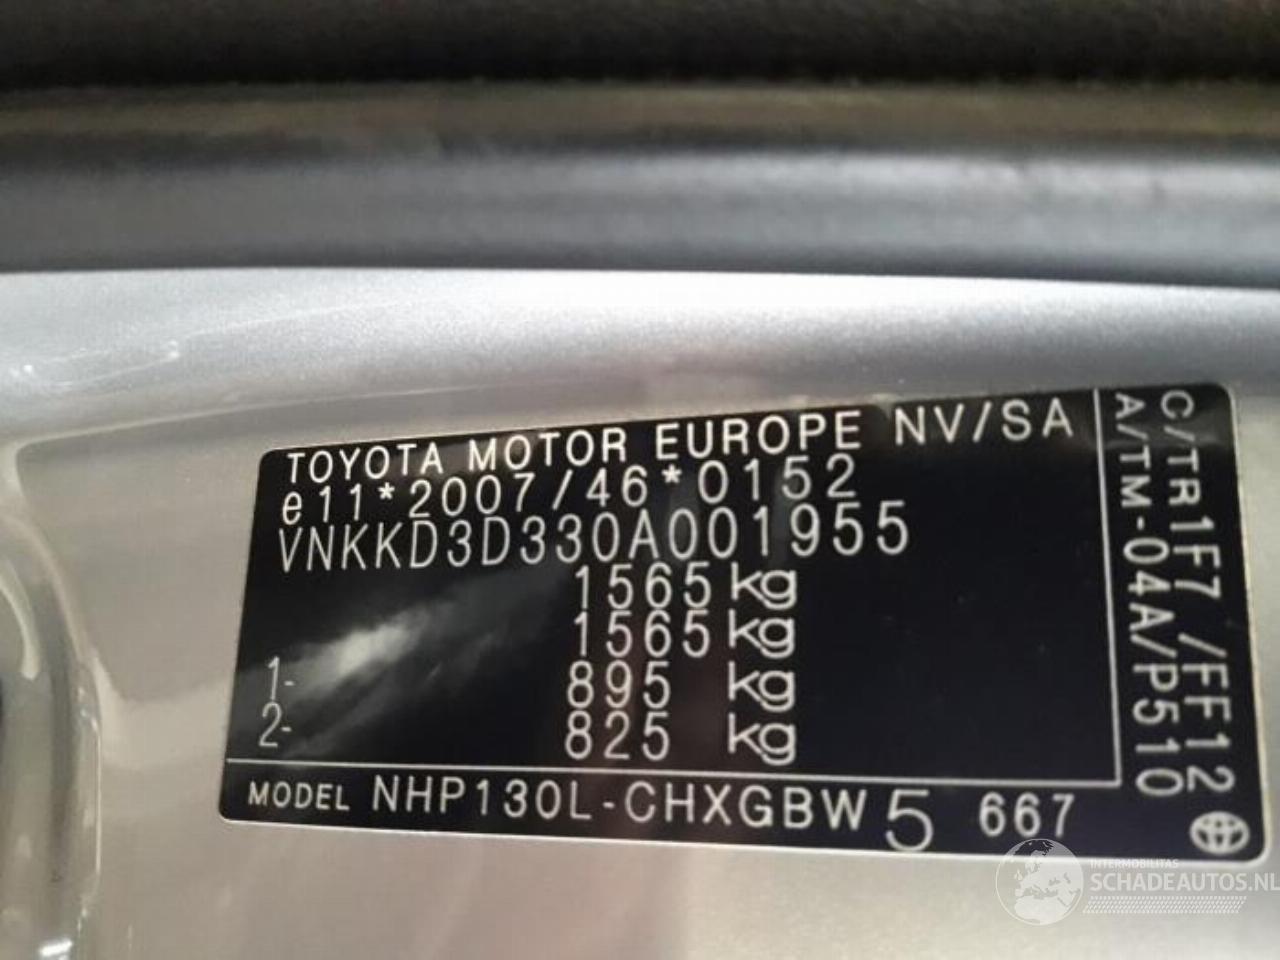 TOYOTA MOTOR EUROPE NV/SA
e11*2007/46*0152
VNKKD3D330A001955
1565 kg
1565 kg
1- 895 kg
2- 825 kg
MODEL NHP130L-CHXGBW 5 667
C/TR1F7 /FF12
A/TM-04A/P510
INTERMOBILITAS
SCHADEAUTOS.NL